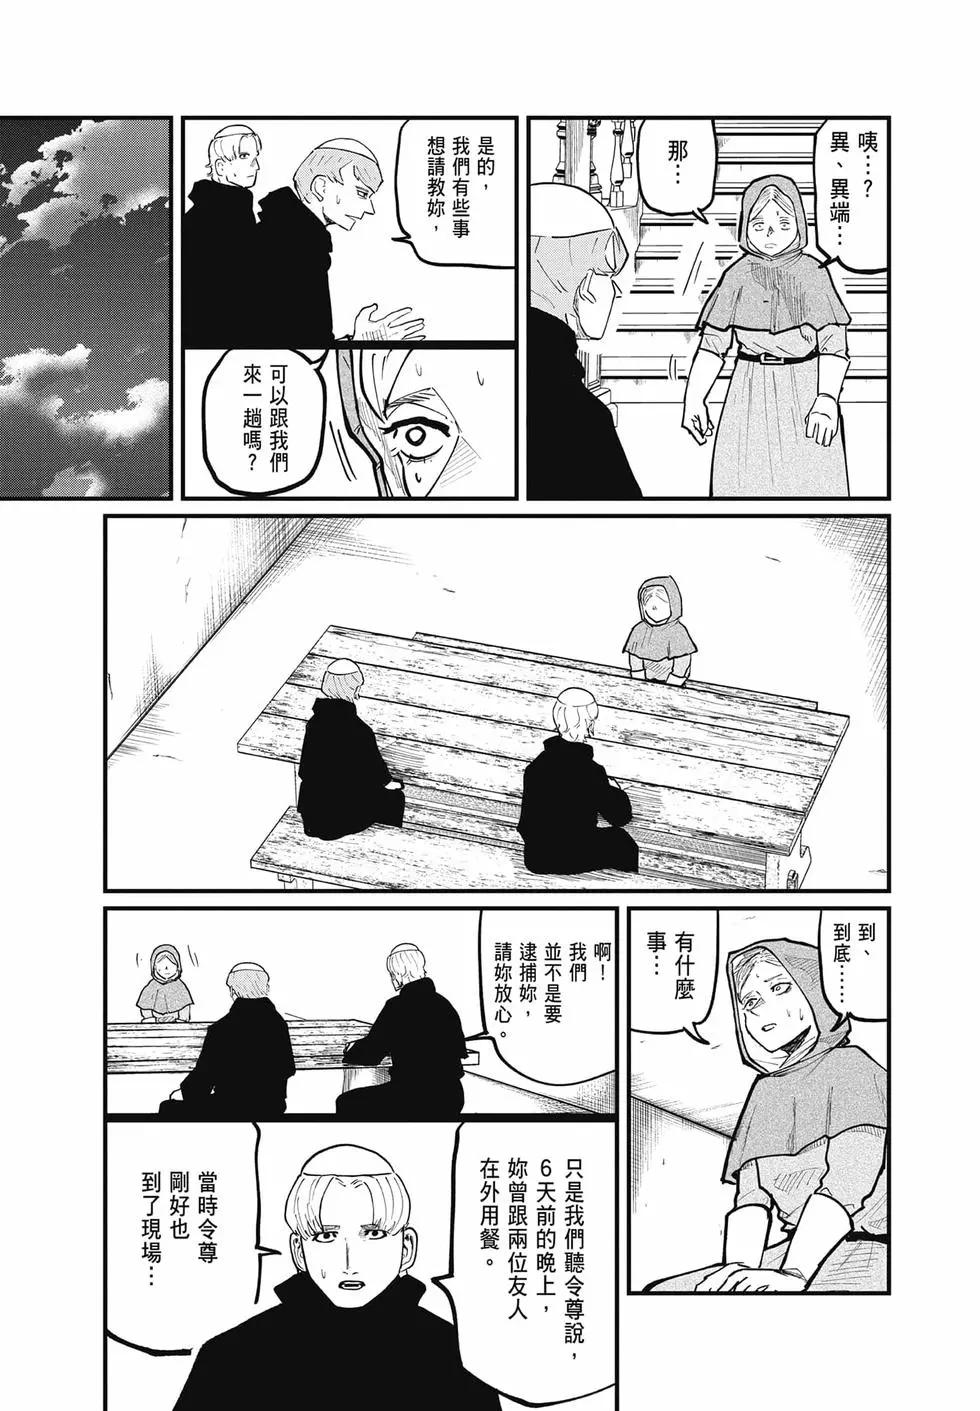 咦…?
異、異端…
那…
是的，
我們有些事
想請教妳，
可以跟我們
來一趟嗎？
到、
到底……
有什麼
事…
啊！
我們
並不是要
逮捕妳，
請妳放心。
只是我們聽令尊說，
6天前的晚上，
妳曾跟兩位友人
在外用餐。
當時令尊
剛好也
到了現場…